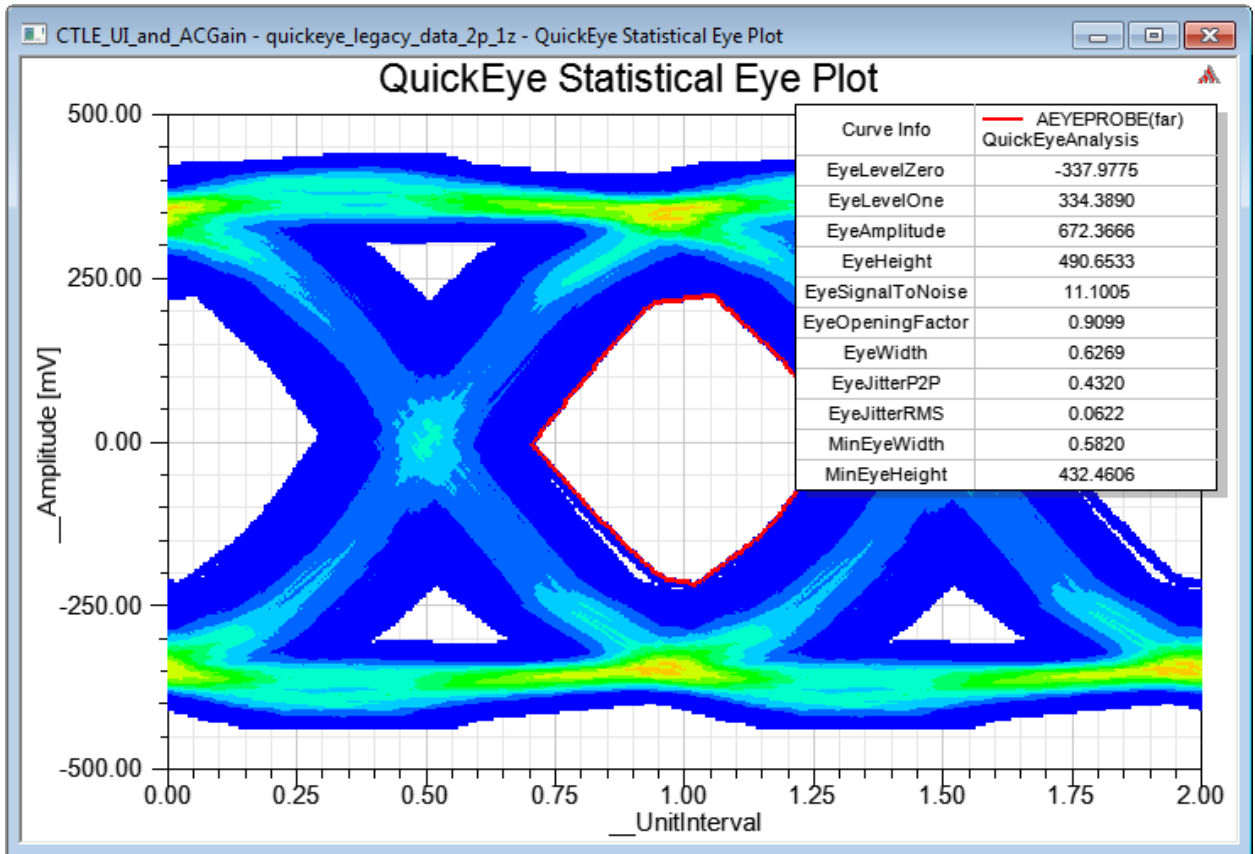 CTLE_UI_and_ACGain - quickeye_legacy_data_2p_1z - QuickEye Statistical Eye Plot
QuickEye Statistical Eye Plot
Curve Info AEYEPROBE(far)
QuickEyeAnalysis
EyeLevelZero -337.9775
EyeLevelOne 334.3890
EyeAmplitude 672.3666
EyeHeight 490.6533
EyeSignalToNoise 11.1005
EyeOpeningFactor 0.9099
EyeWidth 0.6269
EyeJitterP2P 0.4320
EyeJitterRMS 0.0622
MinEyeWidth 0.5820
MinEyeHeight 432.4606
__Amplitude [mV]
500.00
250.00
0.00
-250.00
-500.00
0.00 0.25 0.50 0.75 1.00 1.25 1.50 1.75 2.00
__UnitInterval